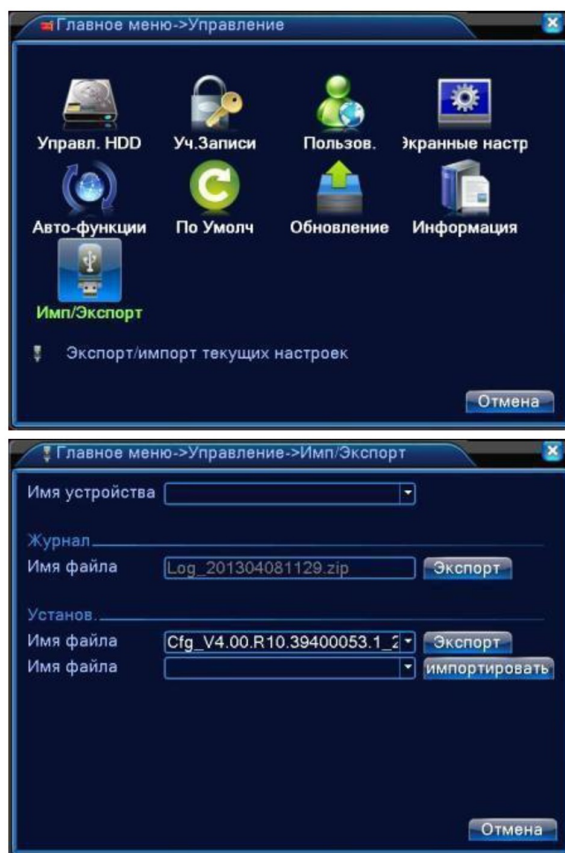 Главное меню->Управление
Управл. HDD Уч.Записи Пользов. Экранные настр
Авто-функции По Умолч Обновление Информация
Имп/Экспорт
Экспорт/импорт текущих настроек
Отмена
Главное меню->Управление->Имп/Экспорт
Имя устройства
Журнал
Имя файла Log_201304081129.zip Экспорт
Установ.
Имя файла Cfg_V4.00.R10.39400053.1_2 Экспорт
Имя файла импортировать
Отмена